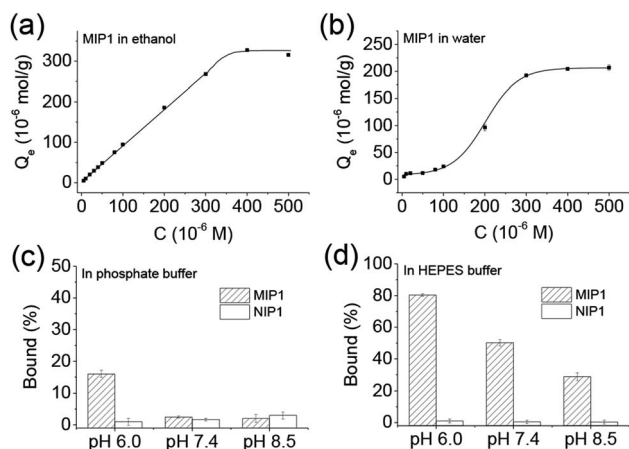 (a)
MIP1 in ethanol
Qe (10-6 mol/g)
300
200
100
0
0 100 200 300 400 500
C (10-6 M)
(b)
MIP1 in water
Qe (10-6 mol/g)
250
200
150
100
50
0
0 100 200 300 400 500
C (10-6 M)
(c)
In phosphate buffer
MIP1
NIP1
Bound (%)
50
40
30
20
10
0
pH 6.0 pH 7.4 pH 8.5
(d)
In HEPES buffer
MIP1
NIP1
Bound (%)
100
80
60
40
20
0
pH 6.0 pH 7.4 pH 8.5